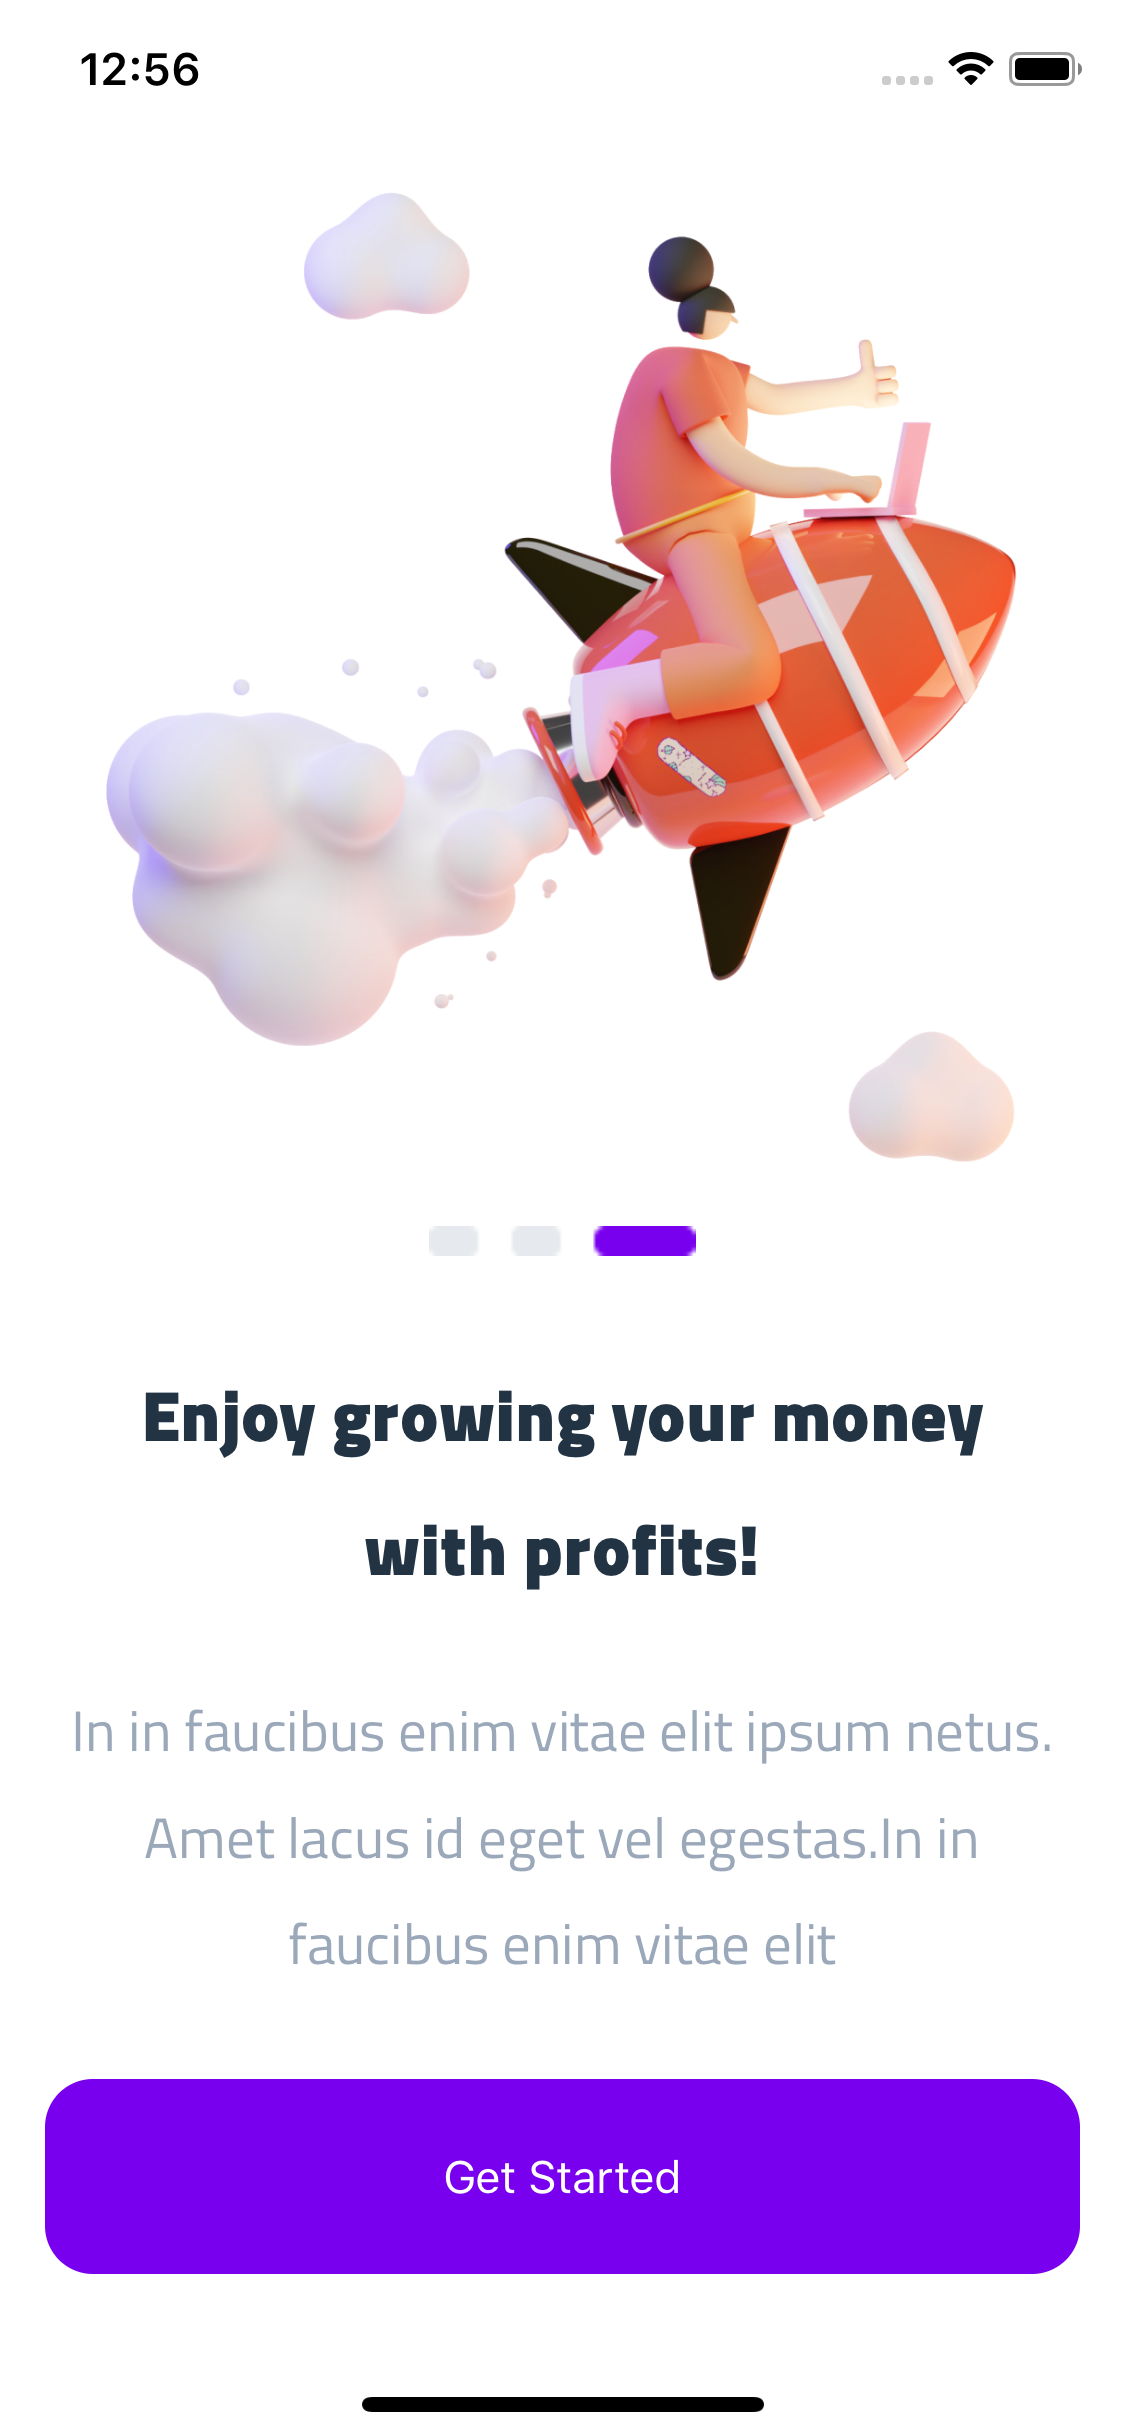 12:56
Enjoy growing your money
with profits!
In in faucibus enim vitae elit ipsum netus.
Amet lacus id eget vel egestas.In in
faucibus enim vitae elit
Get Started